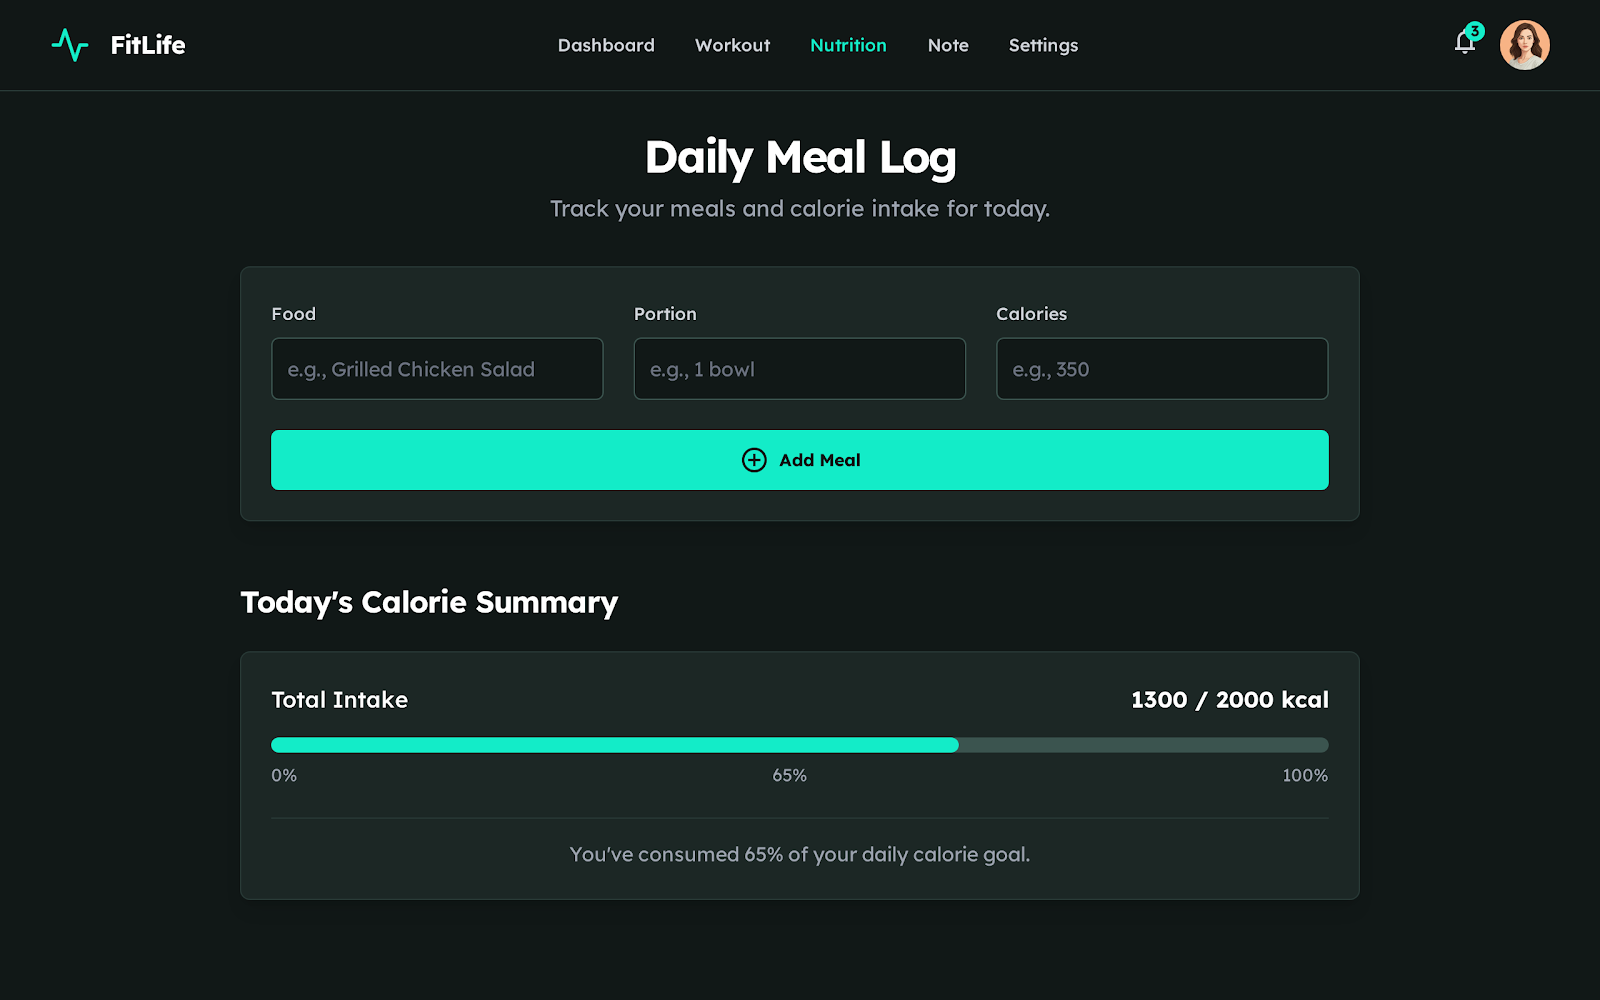 FitLife
Dashboard
Workout
Nutrition
Note
Settings
3
Daily Meal Log
Track your meals and calorie intake for today.
Food
Portion
Calories
e.g., Grilled Chicken Salad
e.g., 1 bowl
e.g., 350
Add Meal
Today's Calorie Summary
Total Intake
1300 / 2000 kcal
0%
65%
100%
You've consumed 65% of your daily calorie goal.